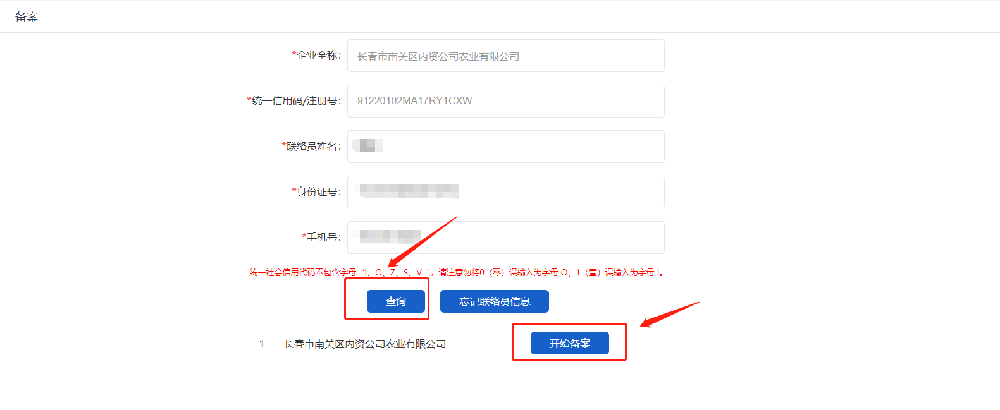 备案
*企业全称： 长春市南关区内资公司农业有限公司
*统一信用码/注册号： 91220102MA17RY1CXW
*联络员姓名：
*身份证号：
*手机号：
统一社会信用代码不包含字母“I、O、Z、S、V “，请注意勿将0（零）误输入为字母 O、1（壹）误输入为字母 I。
查询 忘记联络员信息
1 长春市南关区内资公司农业有限公司 开始备案